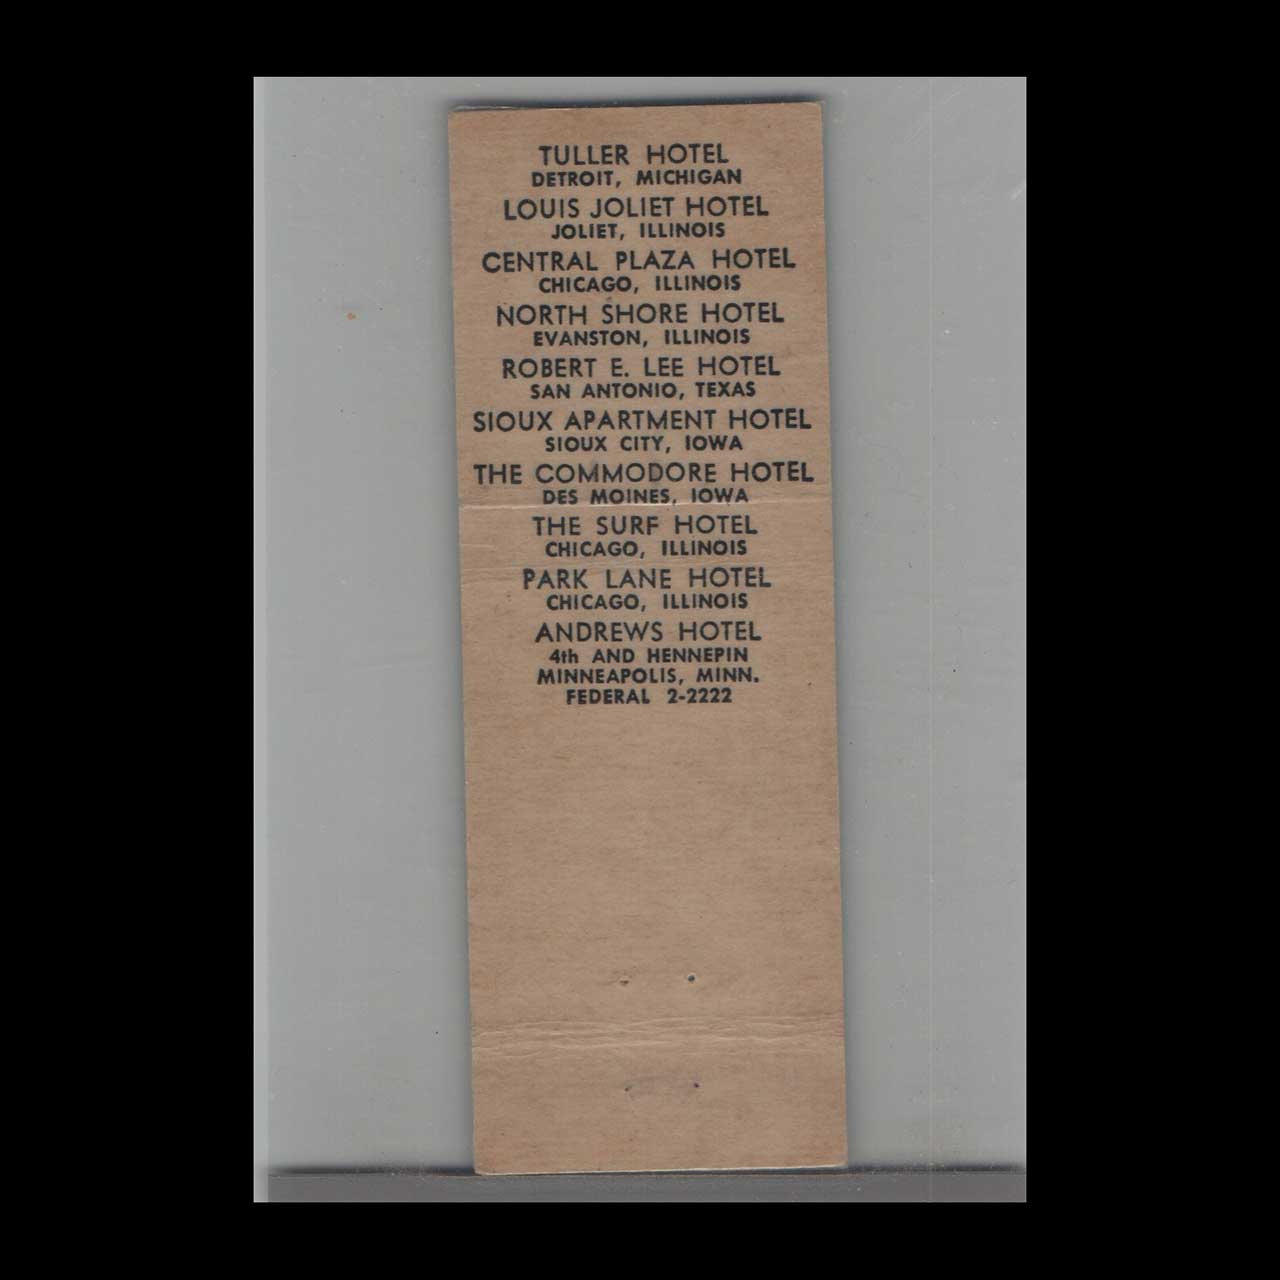 TULLER HOTEL
DETROIT, MICHIGAN
LOUIS JOLIET HOTEL
JOLIET, ILLINOIS
CENTRAL PLAZA HOTEL
CHICAGO, ILLINOIS
NORTH SHORE HOTEL
EVANSTON, ILLINOIS
ROBERT E. LEE HOTEL
SAN ANTONIO, TEXAS
SIOUX APARTMENT HOTEL
SIOUX CITY, IOWA
THE COMMODORE HOTEL
DES MOINES, IOWA
THE SURF HOTEL
CHICAGO, ILLINOIS
PARK LANE HOTEL
CHICAGO, ILLINOIS
ANDREWS HOTEL
4th AND HENNEPIN
MINNEAPOLIS, MINN.
FEDERAL 2-2222